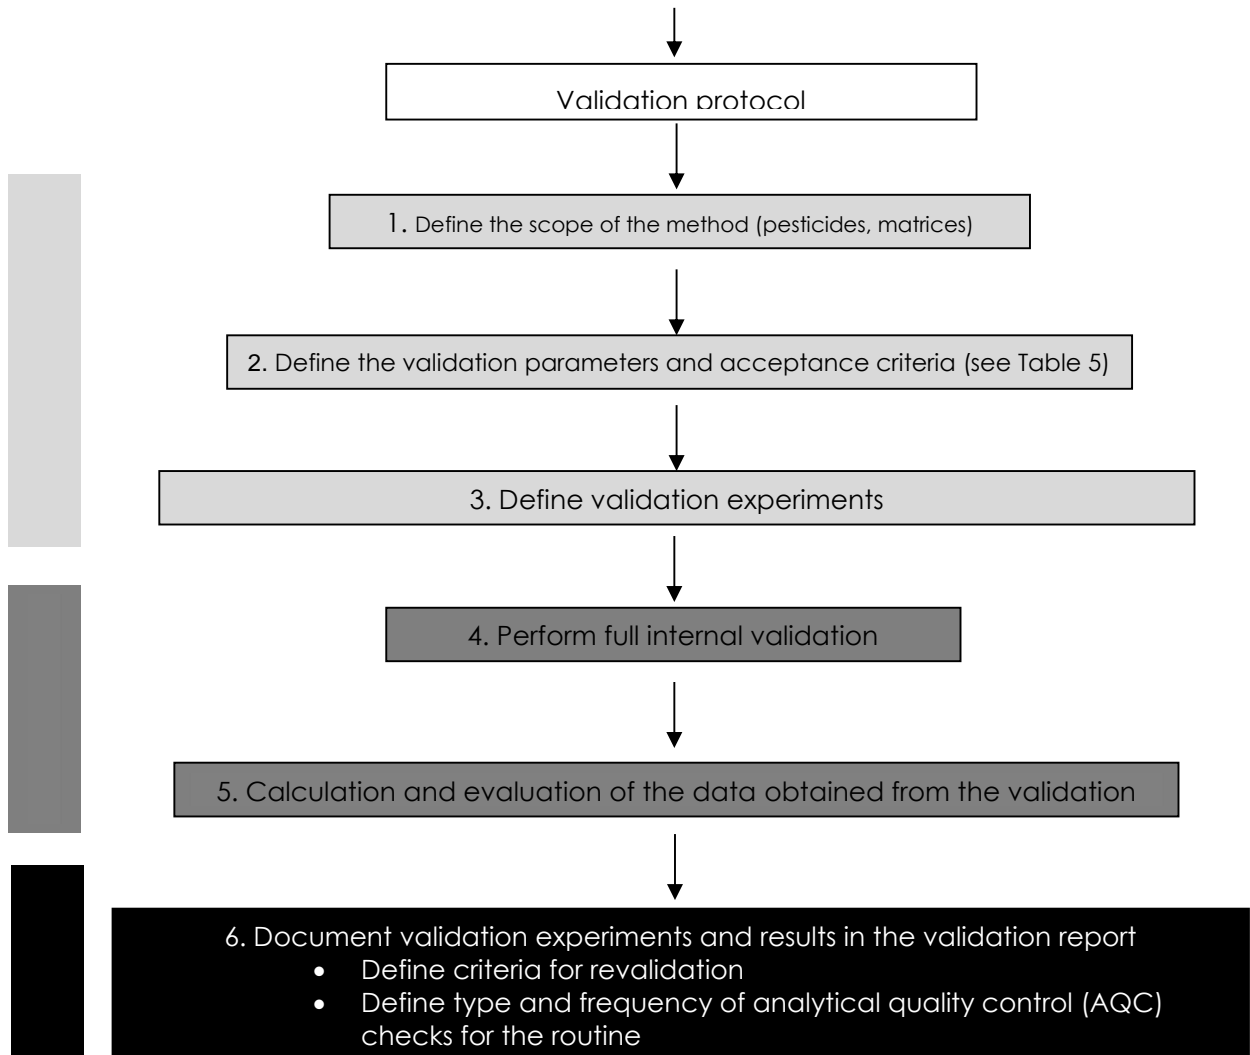 Validation protocol
1. Define the scope of the method (pesticides, matrices)
2. Define the validation parameters and acceptance criteria (see Table 5)
3. Define validation experiments
4. Perform full internal validation
5. Calculation and evaluation of the data obtained from the validation
6. Document validation experiments and results in the validation report
• Define criteria for revalidation
• Define type and frequency of analytical quality control (AQC)
checks for the routine